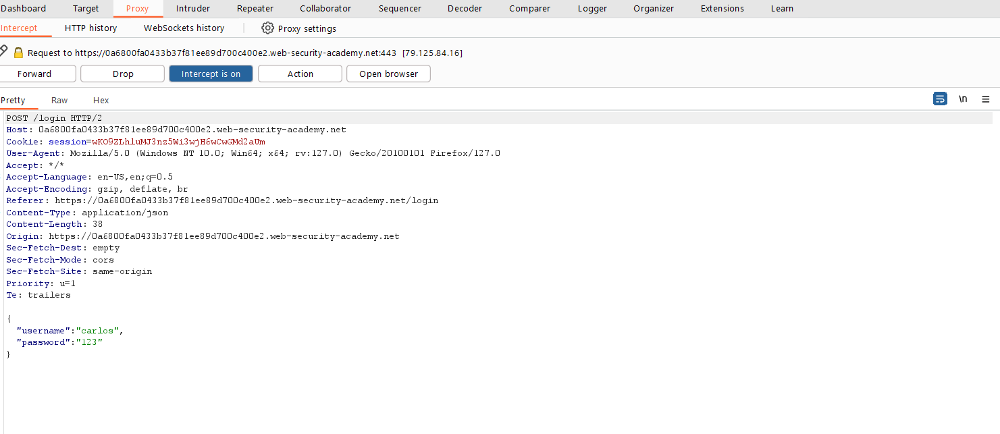 Dashboard Target Proxy Intruder Repeater Collaborator Sequencer Decoder Comparer Logger Organizer Extensions Learn
Intercept HTTP history WebSockets history Proxy settings
Request to https://0a6800fa0433b37f81ee89d700c400e2.web-security-academy.net:443 [79.125.84.16]
Forward Drop Intercept is on Action Open browser
Pretty Raw Hex \n
POST /login HTTP/2
Host: 0a6800fa0433b37f81ee89d700c400e2.web-security-academy.net
Cookie: session=wKO9ZLhluMJ3nz5Wi3wjH6wCwGMd2aUm
User-Agent: Mozilla/5.0 (Windows NT 10.0; Win64; x64; rv:127.0) Gecko/20100101 Firefox/127.0
Accept: */*
Accept-Language: en-US,en;q=0.5
Accept-Encoding: gzip, deflate, br
Referer: https://0a6800fa0433b37f81ee89d700c400e2.web-security-academy.net/login
Content-Type: application/json
Content-Length: 38
Origin: https://0a6800fa0433b37f81ee89d700c400e2.web-security-academy.net
Sec-Fetch-Dest: empty
Sec-Fetch-Mode: cors
Sec-Fetch-Site: same-origin
Priority: u=1
Te: trailers
{
"username":"carlos",
"password":"123"
}